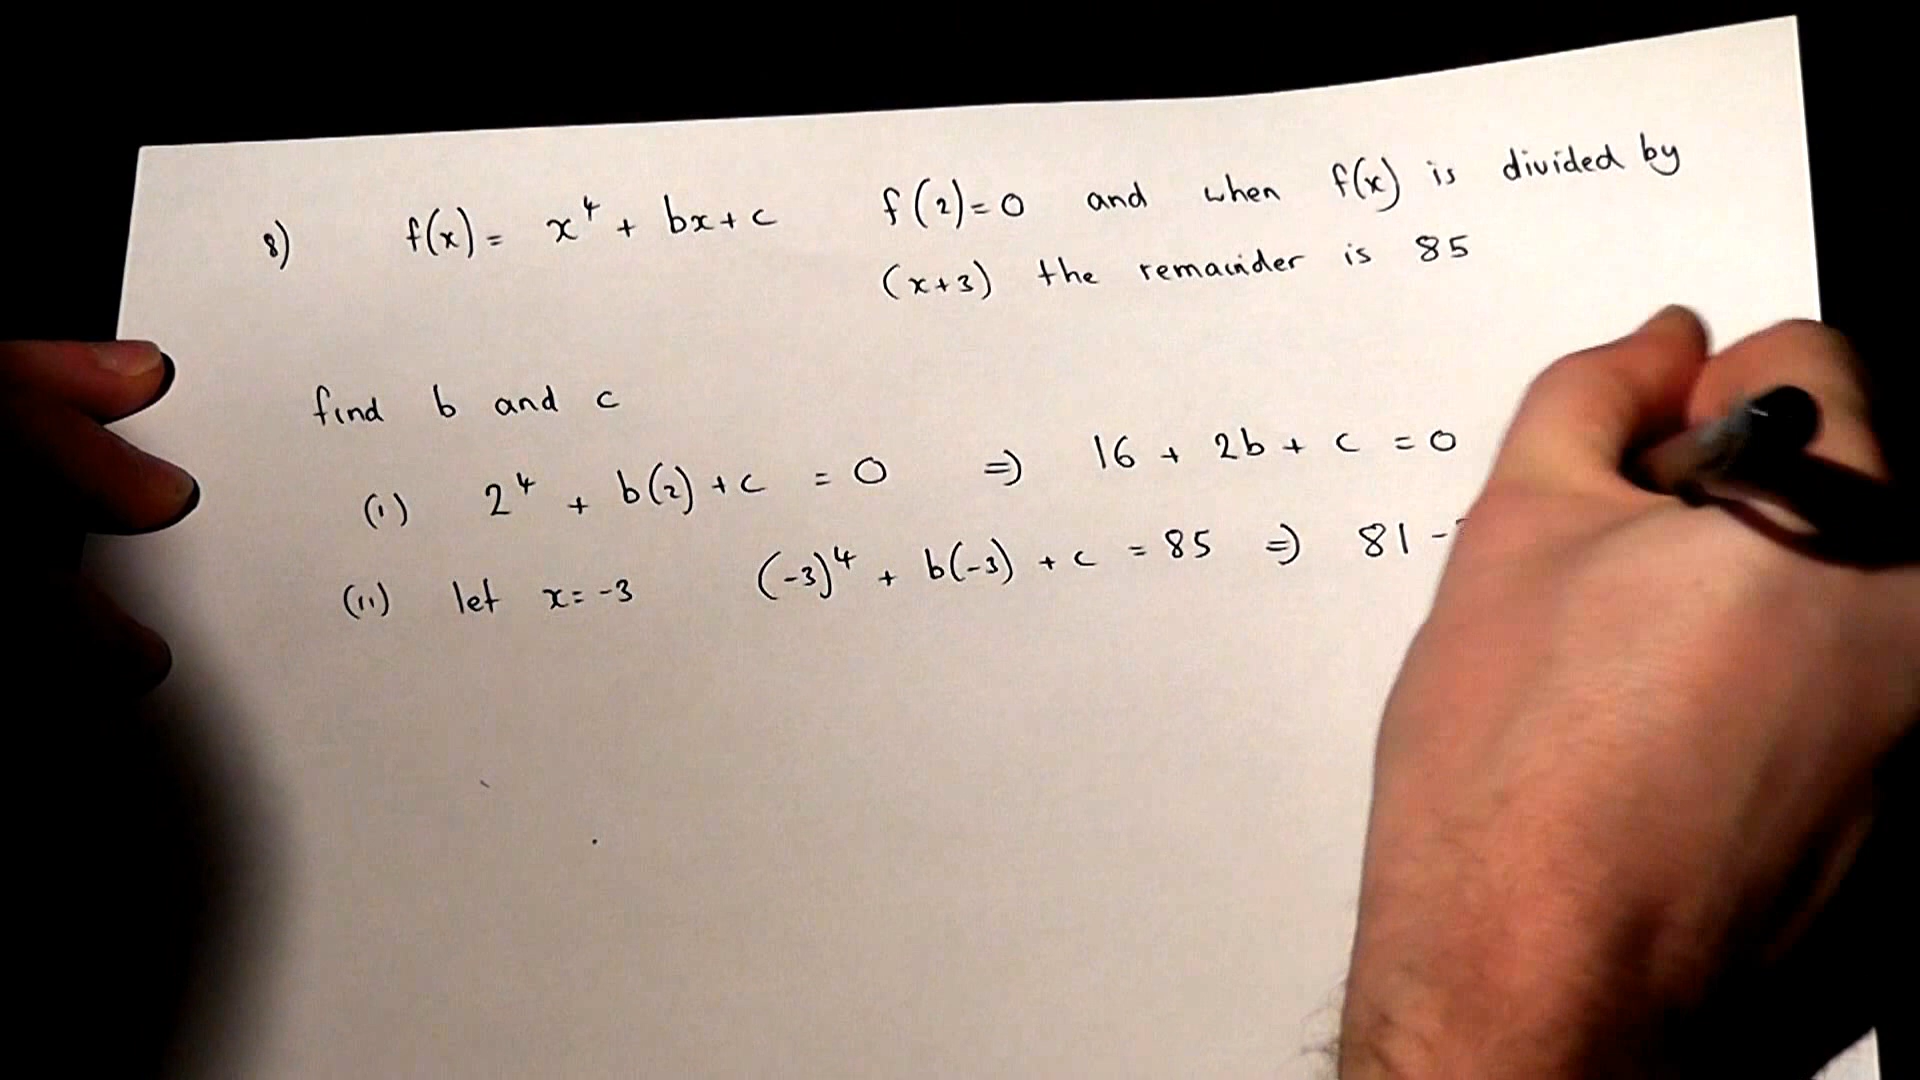 8) f(x) = x⁴ + bx + c f(2) = 0 and when f(x) is divided by
(x+3) the remainder is 85
find b and c
(i) 2⁴ + b(2) + c = 0 ⇒ 16 + 2b + c = 0
(ii) let x = -3 (-3)⁴ + b(-3) + c = 85 ⇒ 81 -